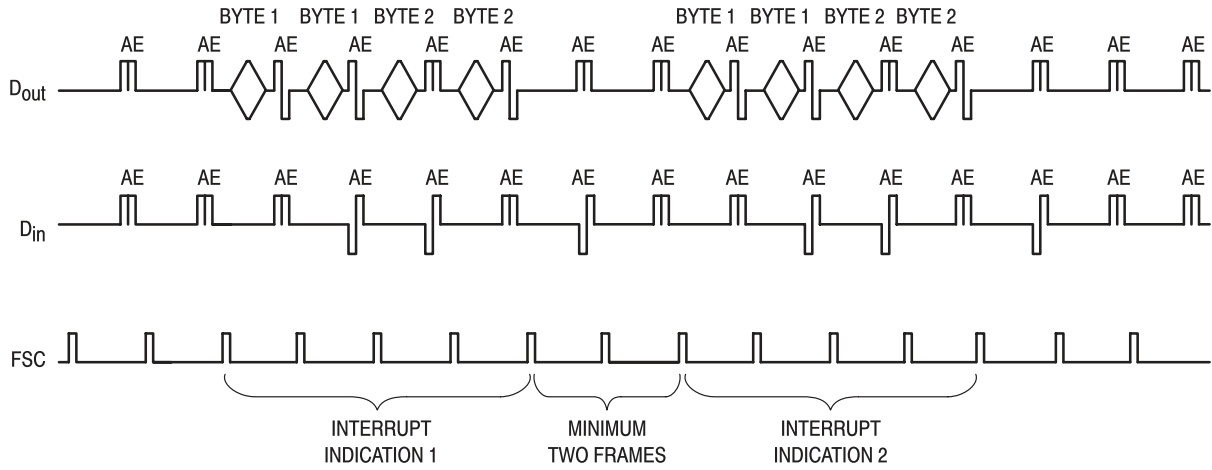 BYTE 1 BYTE 1 BYTE 2 BYTE 2 BYTE 1 BYTE 1 BYTE 2 BYTE 2
AE AE AE AE AE AE AE AE AE AE AE AE AE AE AE
Dout
AE AE AE AE AE AE AE AE AE AE AE AE AE AE AE
Din
FSC
INTERRUPT MINIMUM INTERRUPT
INDICATION 1 TWO FRAMES INDICATION 2